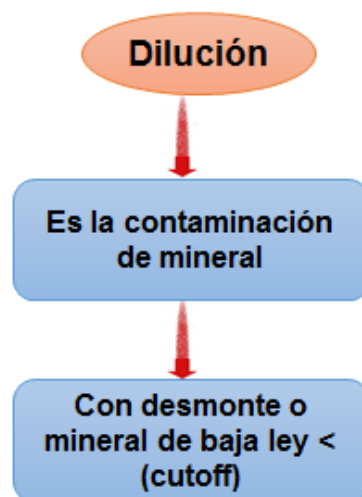 Dilución
Es la contaminación
de mineral
Con desmonte o
mineral de baja ley <
(cutoff)